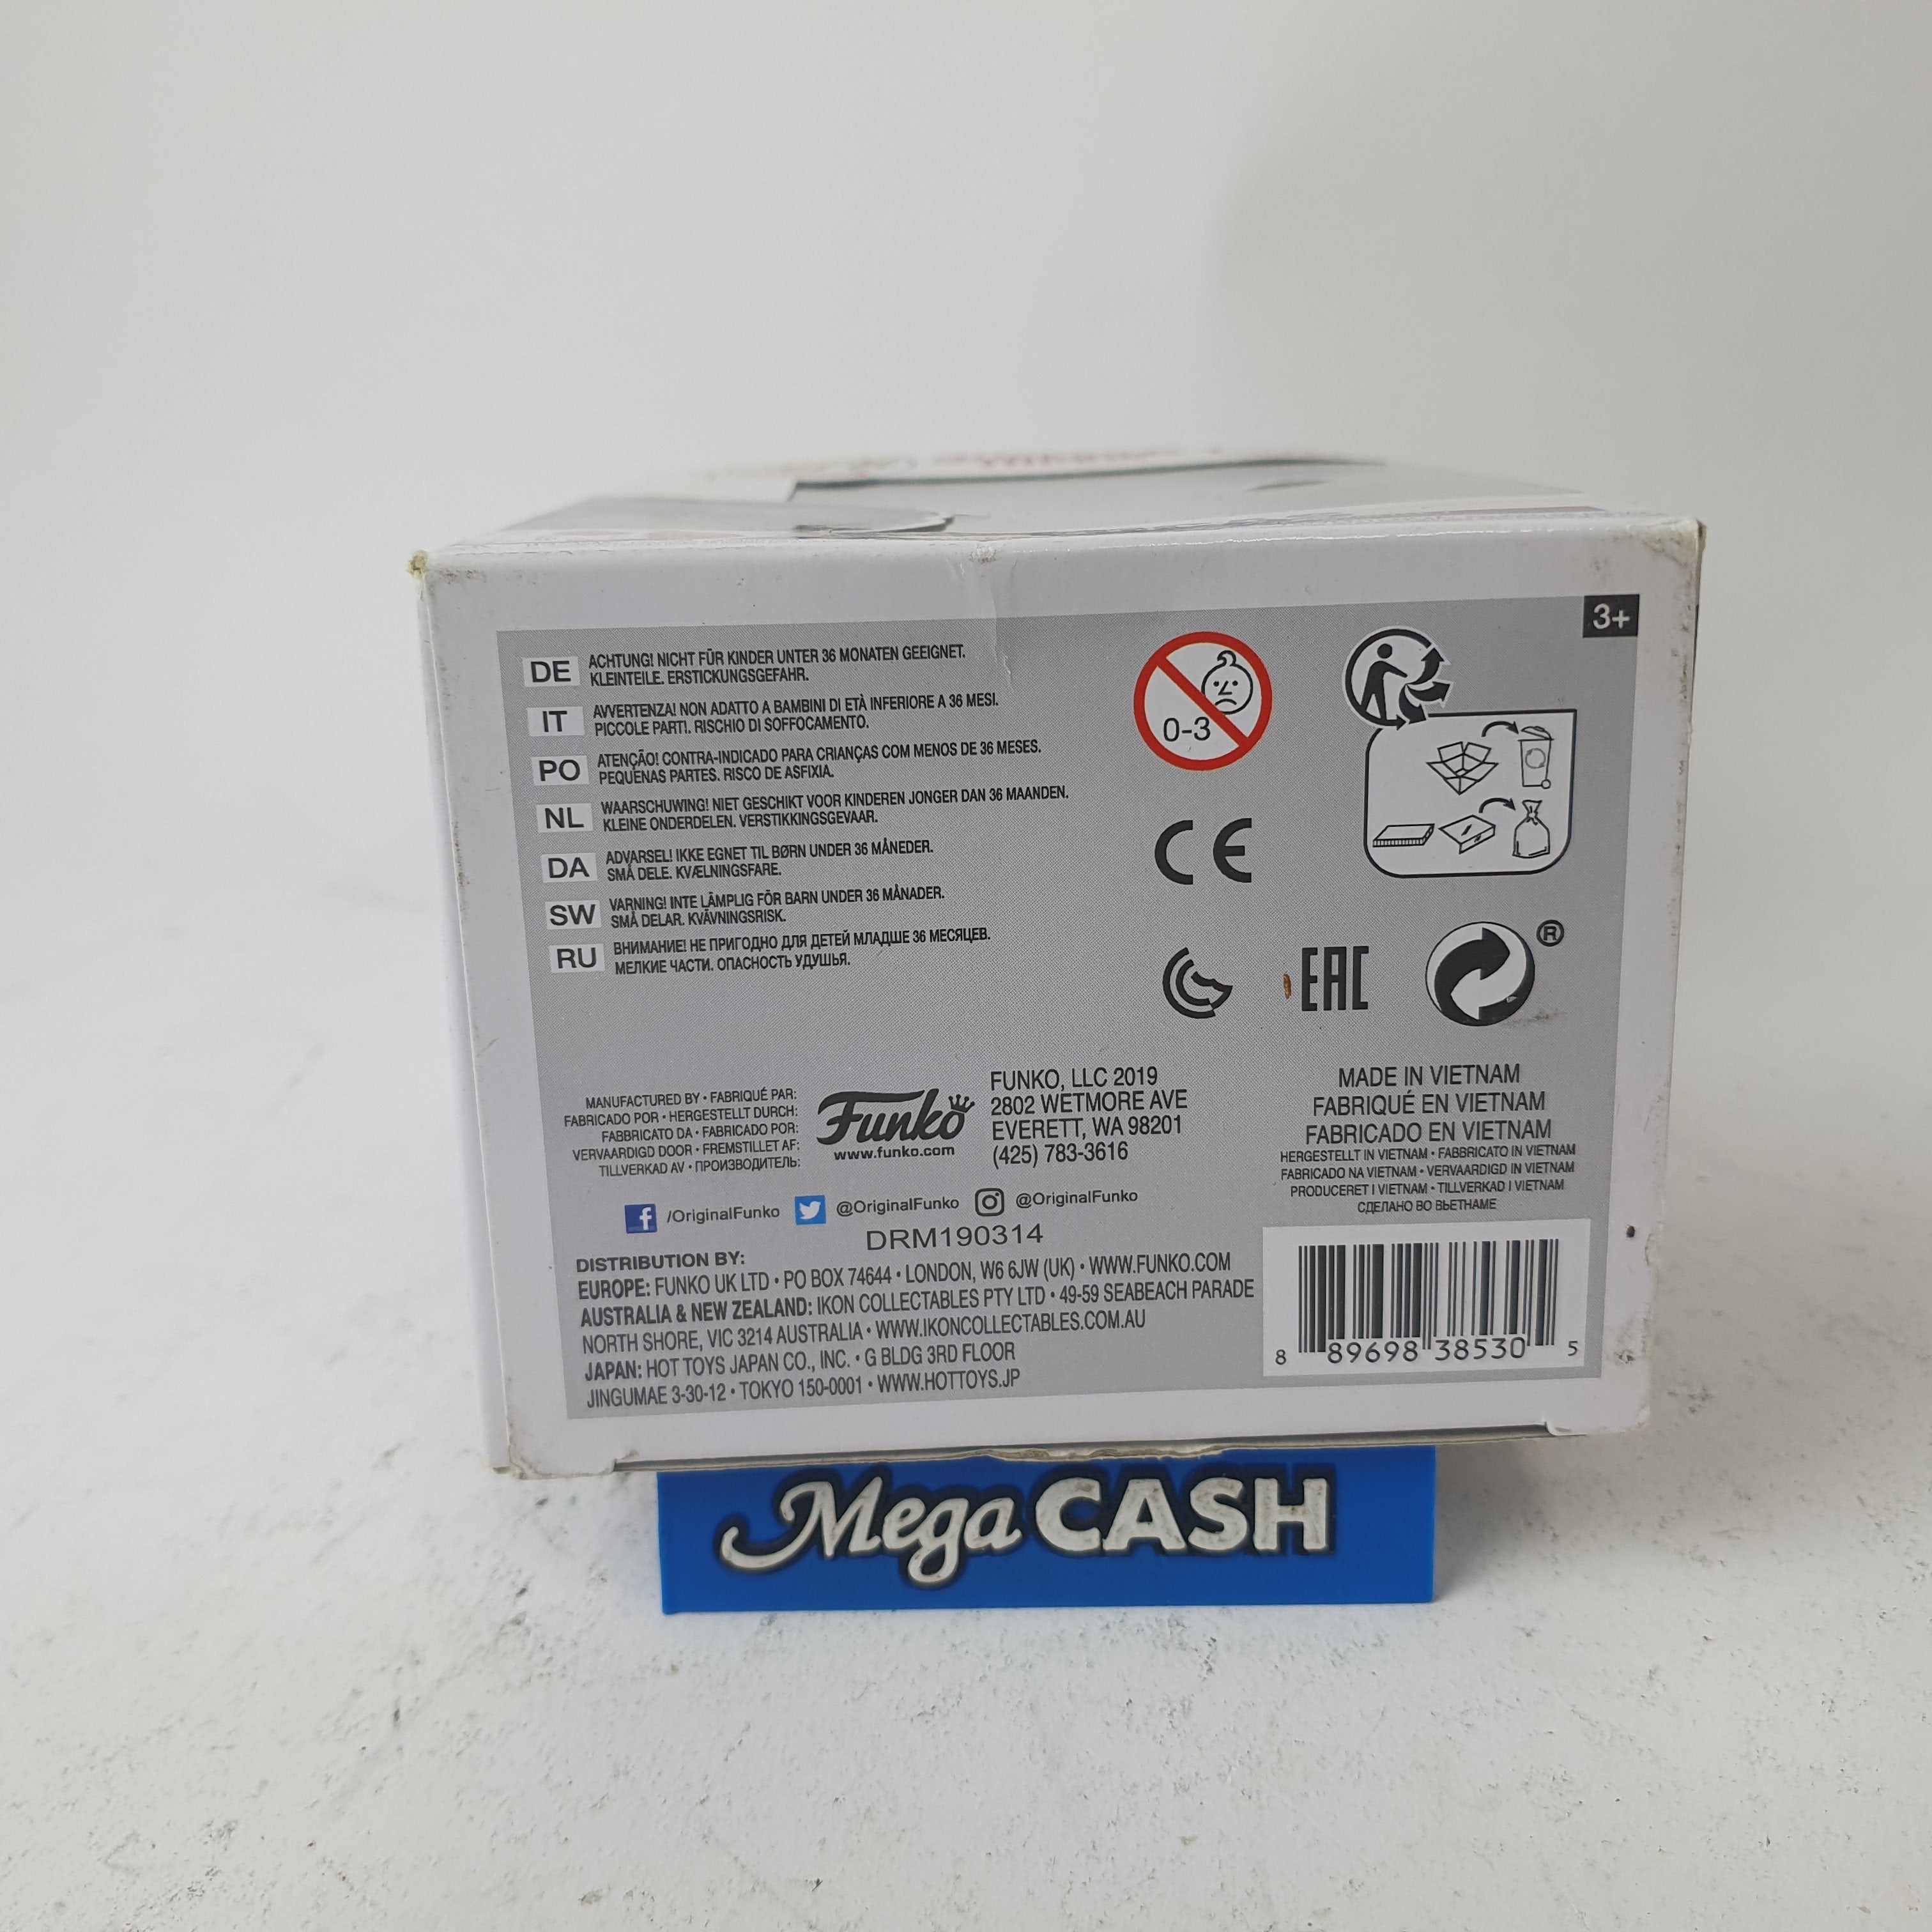 3+
DE ACHTUNG! NICHT FÜR KINDER UNTER 36 MONATEN GEEIGNET.
KLEINTEILE. ERSTICKUNGSGEFAHR.
IT AVVERTENZA! NON ADATTO A BAMBINI DI ETÀ INFERIORE A 36 MESI.
PICCOLE PARTI. RISCHIO DI SOFFOCAMENTO.
PO ATENÇÃO! CONTRA-INDICADO PARA CRIANÇAS COM MENOS DE 36 MESES.
PEQUENAS PARTES. RISCO DE ASFIXIA.
NL WAARSCHUWING! NIET GESCHIKT VOOR KINDEREN JONGER DAN 36 MAANDEN.
KLEINE ONDERDELEN. VERSTIKKINGSGEVAAR.
DA ADVARSEL! IKKE EGNET TIL BØRN UNDER 36 MÅNEDER.
SMÅ DELE. KVÆLNINGSFARE.
SW VARNING! INTE LÄMPLIG FÖR BARN UNDER 36 MÅNADER.
SMÅ DELAR. KVÄVNINGSRISK.
RU ВНИМАНИЕ! НЕ ПРИГОДНО ДЛЯ ДЕТЕЙ МЛАДШЕ 36 МЕСЯЦЕВ.
МЕЛКИЕ ЧАСТИ. ОПАСНОСТЬ УДУШЬЯ.
0-3
CE
EAC
®
MANUFACTURED BY • FABRIQUÉ PAR:
FABRICADO POR • HERGESTELLT DURCH:
FABBRICATO DA • FABRICADO POR:
VERVAARDIGD DOOR • FREMSTILLET AF:
TILLVERKAD AV • ПРОИЗВОДИТЕЛЬ:
Funko
www.funko.com
FUNKO, LLC 2019
2802 WETMORE AVE
EVERETT, WA 98201
(425) 783-3616
MADE IN VIETNAM
FABRIQUÉ EN VIETNAM
FABRICADO EN VIETNAM
HERGESTELLT IN VIETNAM • FABBRICATO IN VIETNAM
FABRICADO NA VIETNAM • VERVAARDIGD IN VIETNAM
PRODUCERET I VIETNAM • TILLVERKAD I VIETNAM
СДЕЛАНО ВО ВЬЕТНАМЕ
/OriginalFunko @OriginalFunko @OriginalFunko
DRM190314
DISTRIBUTION BY:
EUROPE: FUNKO UK LTD • PO BOX 74644 • LONDON, W6 6JW (UK) • WWW.FUNKO.COM
AUSTRALIA & NEW ZEALAND: IKON COLLECTABLES PTY LTD • 49-59 SEABEACH PARADE
NORTH SHORE, VIC 3214 AUSTRALIA • WWW.IKONCOLLECTABLES.COM.AU
JAPAN: HOT TOYS JAPAN CO., INC. • G BLDG 3RD FLOOR
JINGUMAE 3-30-12 • TOKYO 150-0001 • WWW.HOTTOYS.JP
8 89698 38530 5
Mega CASH